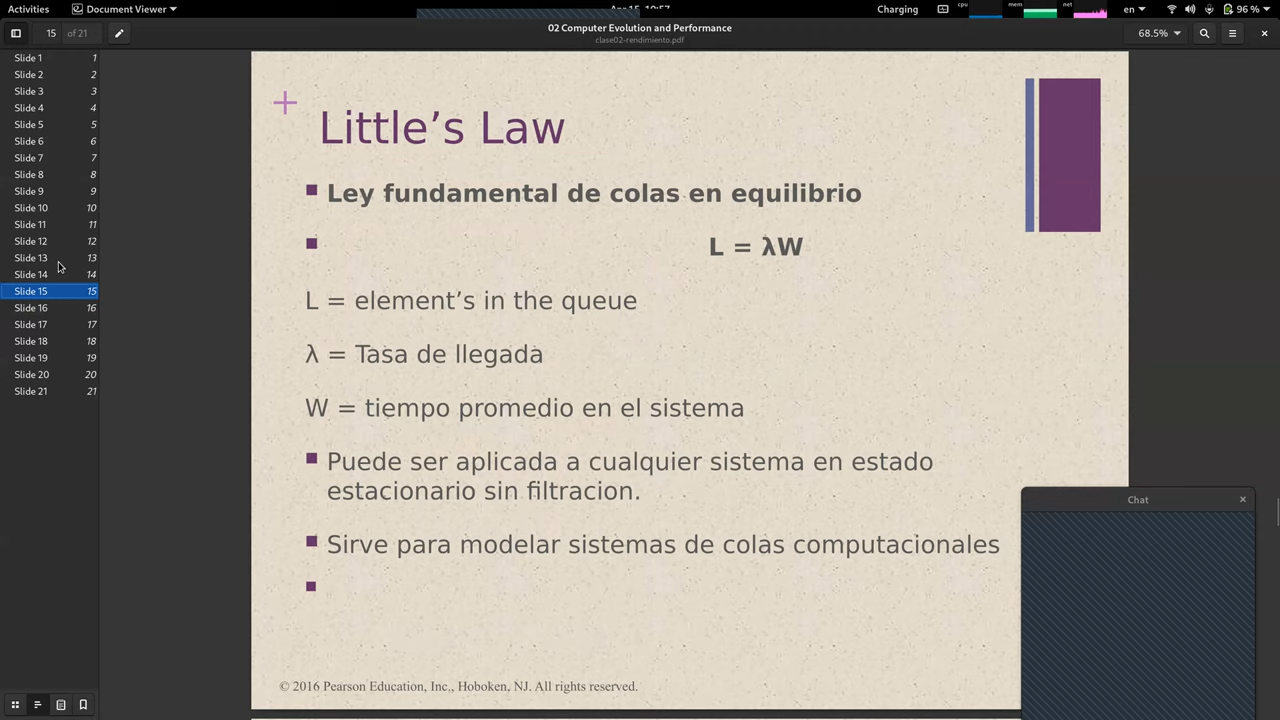 Activities
Document Viewer
Charging
cpu
mem
net
en
96 %
15
of 21
02 Computer Evolution and Performance
clase02-rendimiento.pdf
68.5%
Slide 1 1
Slide 2 2
Slide 3 3
Slide 4 4
Slide 5 5
Slide 6 6
Slide 7 7
Slide 8 8
Slide 9 9
Slide 10 10
Slide 11 11
Slide 12 12
Slide 13 13
Slide 14 14
Slide 15 15
Slide 16 16
Slide 17 17
Slide 18 18
Slide 19 19
Slide 20 20
Slide 21 21
+
Little’s Law
Ley fundamental de colas en equilibrio
L = λW
L = element’s in the queue
λ = Tasa de llegada
W = tiempo promedio en el sistema
Puede ser aplicada a cualquier sistema en estado
estacionario sin filtracion.
Sirve para modelar sistemas de colas computacionales
© 2016 Pearson Education, Inc., Hoboken, NJ. All rights reserved.
Chat